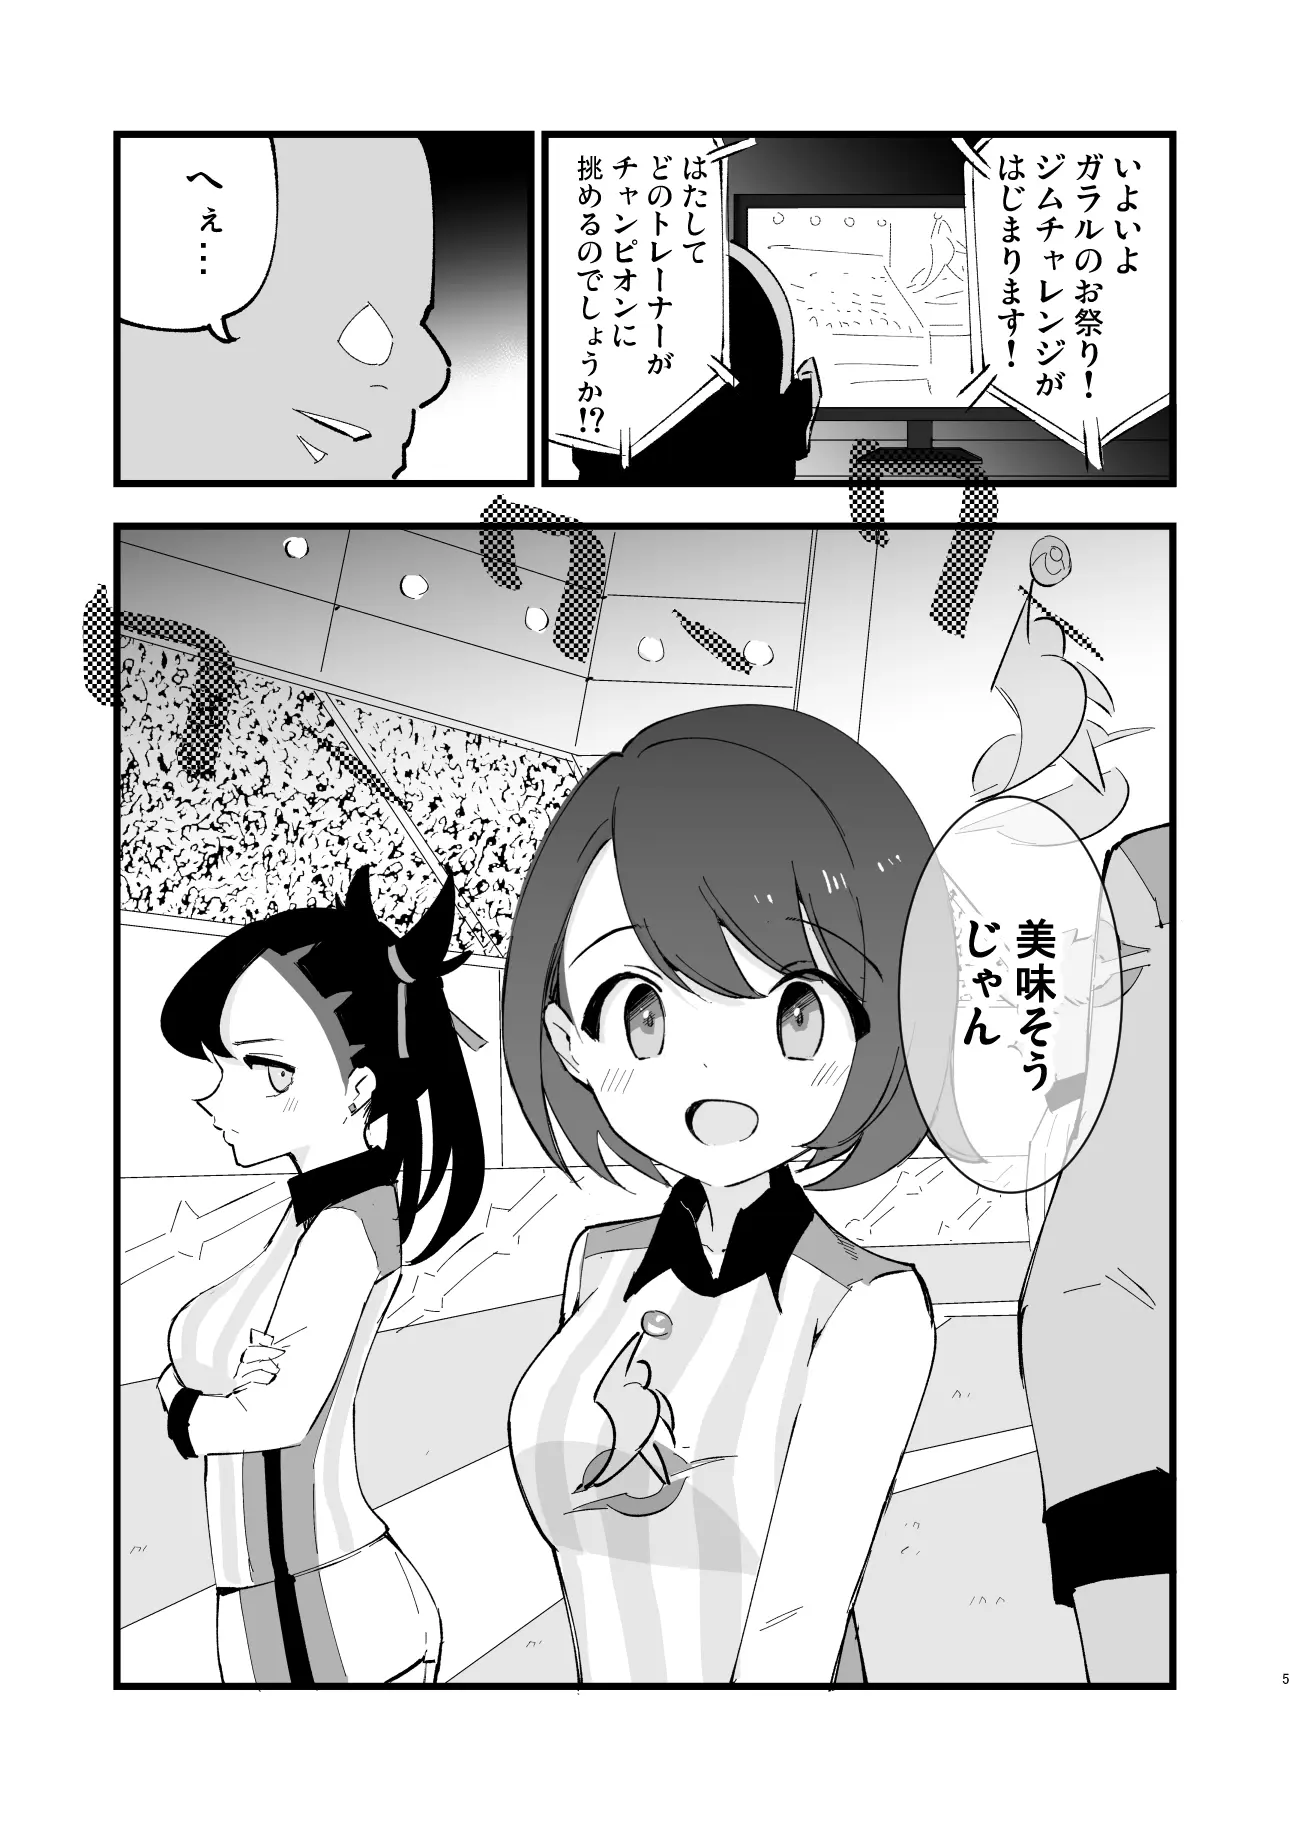 いよいよ
ガラルのお祭り！
ジムチャレンジが
はじまります！
はたして
どのトレーナーが
チャンピオンに
挑めるのでしょうか!?
へぇ…
ワ
ワ
ワ
美味そう
じゃん
5